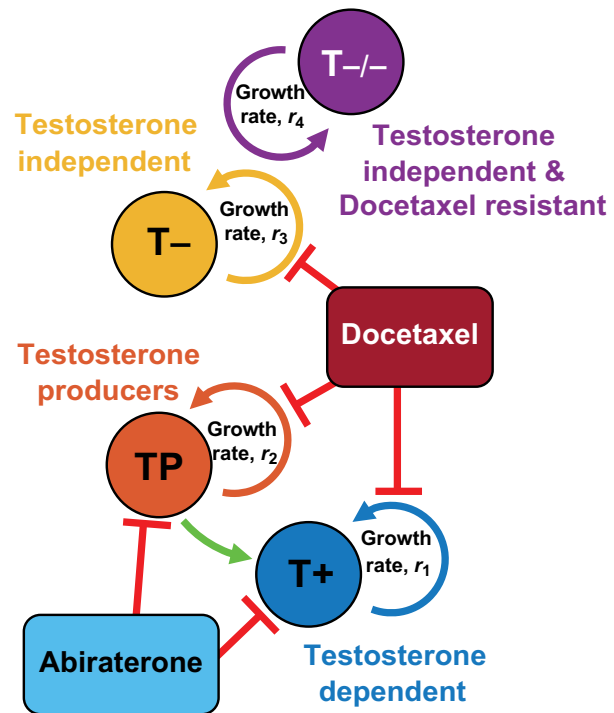 T–/–
Growth
rate, r4
Testosterone
independent &
Docetaxel resistant
Testosterone
independent
Growth
rate, r3
T–
Docetaxel
Testosterone
producers
Growth
rate, r2
TP
Growth
rate, r1
T+
Abiraterone
Testosterone
dependent